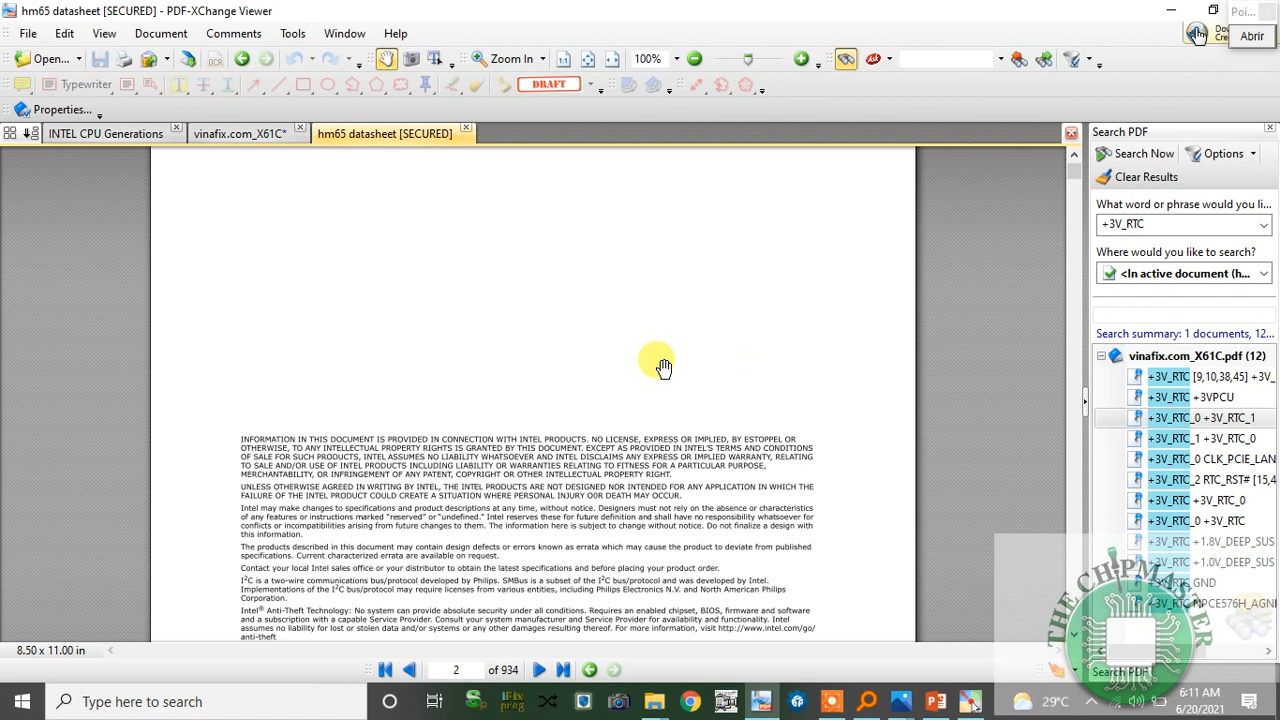 hm65 datasheet [SECURED] - PDF-XChange Viewer
Poi...
File Edit View Document Comments Tools Window Help
Abrir
Open... OCR Zoom In 100%
Typewriter DRAFT
Properties...
INTEL CPU Generations vinafix.com_X61C* hm65 datasheet [SECURED]
Search PDF
Search Now Options
Clear Results
What word or phrase would you li...
+3V_RTC
Where would you like to search?
<In active document (h...
Search summary: 1 documents, 12...
vinafix.com_X61C.pdf (12)
+3V_RTC [9,10,38,45] +3V_
+3V_RTC +3VPCU
+3V_RTC_0 +3V_RTC_1
+3V_RTC_1 +3V_RTC_0
+3V_RTC_0 CLK_PCIE_LAN
+3V_RTC_2 RTC_RST# [15,4
+3V_RTC +3V_RTC_0
+3V_RTC_0 +3V_RTC
+3V_RTC +1.8V_DEEP_SUS
+3V_RTC +1.0V_DEEP_SUS
GND
+3V_RTC NPCE576H_AGNI
THE CHIPMASTER
Search PDF
INFORMATION IN THIS DOCUMENT IS PROVIDED IN CONNECTION WITH INTEL PRODUCTS. NO LICENSE, EXPRESS OR IMPLIED, BY ESTOPPEL OR
OTHERWISE, TO ANY INTELLECTUAL PROPERTY RIGHTS IS GRANTED BY THIS DOCUMENT. EXCEPT AS PROVIDED IN INTEL'S TERMS AND CONDITIONS
OF SALE FOR SUCH PRODUCTS, INTEL ASSUMES NO LIABILITY WHATSOEVER AND INTEL DISCLAIMS ANY EXPRESS OR IMPLIED WARRANTY, RELATING
TO SALE AND/OR USE OF INTEL PRODUCTS INCLUDING LIABILITY OR WARRANTIES RELATING TO FITNESS FOR A PARTICULAR PURPOSE,
MERCHANTABILITY, OR INFRINGEMENT OF ANY PATENT, COPYRIGHT OR OTHER INTELLECTUAL PROPERTY RIGHT.
UNLESS OTHERWISE AGREED IN WRITING BY INTEL, THE INTEL PRODUCTS ARE NOT DESIGNED NOR INTENDED FOR ANY APPLICATION IN WHICH THE
FAILURE OF THE INTEL PRODUCT COULD CREATE A SITUATION WHERE PERSONAL INJURY OOR DEATH MAY OCCUR.
Intel may make changes to specifications and product descriptions at any time, without notice. Designers must not rely on the absence or characteristics
of any features or instructions marked "reserved" or "undefined." Intel reserves these for future definition and shall have no responsibility whatsoever for
conflicts or incompatibilities arising from future changes to them. The information here is subject to change without notice. Do not finalize a design with
this information.
The products described in this document may contain design defects or errors known as errata which may cause the product to deviate from published
specifications. Current characterized errata are available on request.
Contact your local Intel sales office or your distributor to obtain the latest specifications and before placing your product order.
I2C is a two-wire communications bus/protocol developed by Philips. SMBus is a subset of the I2C bus/protocol and was developed by Intel.
Implementations of the I2C bus/protocol may require licenses from various entities, including Philips Electronics N.V. and North American Philips
Corporation.
Intel® Anti-Theft Technology: No system can provide absolute security under all conditions. Requires an enabled chipset, BIOS, firmware and software
and a subscription with a capable Service Provider. Consult your system manufacturer and Service Provider for availability and functionality. Intel
assumes no liability for lost or stolen data and/or systems or any other damages resulting thereof. For more information, visit http://www.intel.com/go/
anti-theft
8.50 x 11.00 in
2 of 934
Type here to search
iFix prog
29°C
6:11 AM
6/20/2021